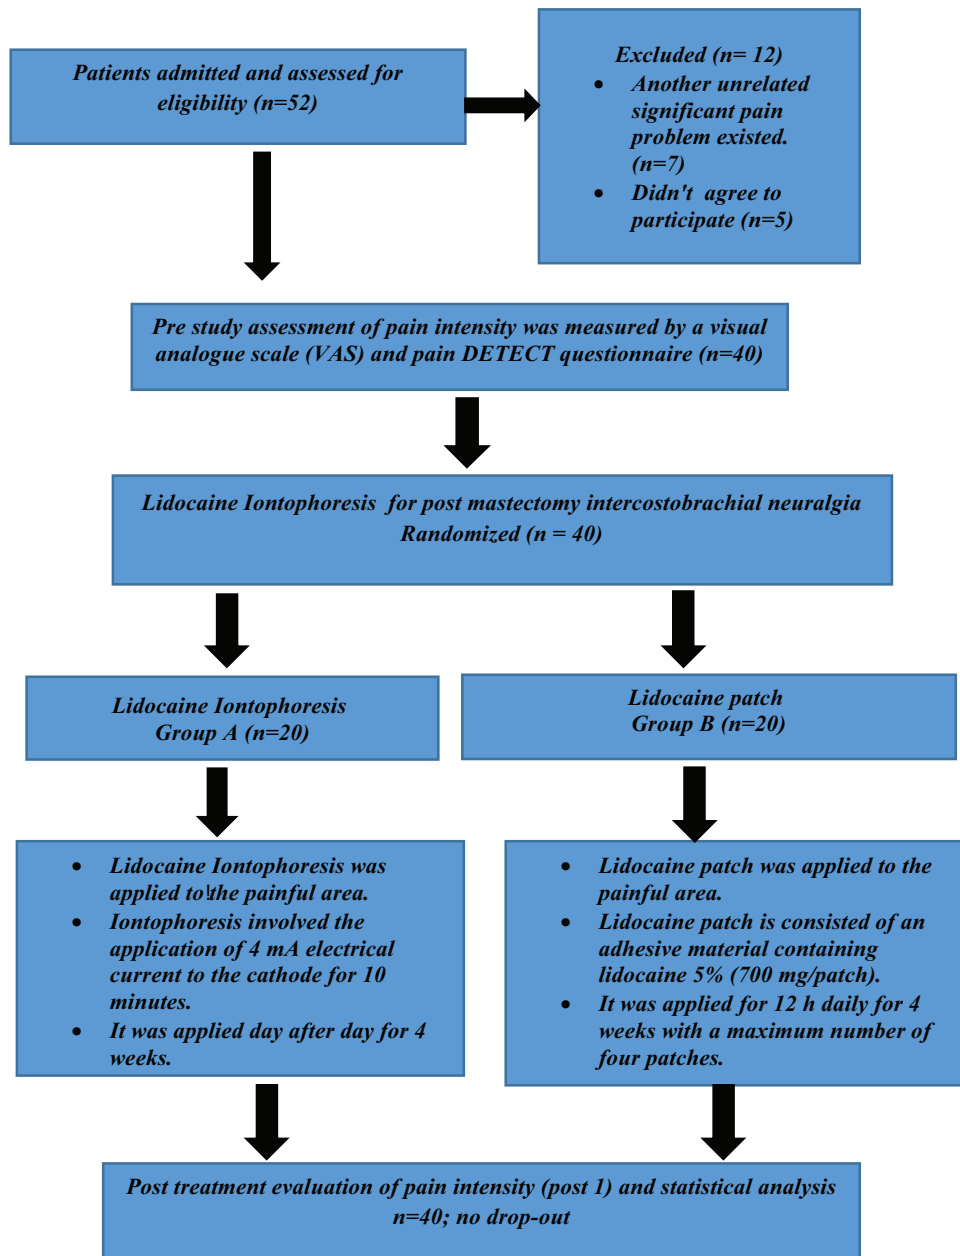 Patients admitted and assessed for
eligibility (n=52)
Excluded (n= 12)
• Another unrelated
significant pain
problem existed.
(n=7)
• Didn't agree to
participate (n=5)
Pre study assessment of pain intensity was measured by a visual
analogue scale (VAS) and pain DETECT questionnaire (n=40)
Lidocaine Iontophoresis for post mastectomy intercostobrachial neuralgia
Randomized (n = 40)
Lidocaine Iontophoresis
Group A (n=20)
Lidocaine patch
Group B (n=20)
• Lidocaine Iontophoresis was
applied to the painful area.
• Iontophoresis involved the
application of 4 mA electrical
current to the cathode for 10
minutes.
• It was applied day after day for 4
weeks.
• Lidocaine patch was applied to the
painful area.
• Lidocaine patch is consisted of an
adhesive material containing
lidocaine 5% (700 mg/patch).
• It was applied for 12 h daily for 4
weeks with a maximum number of
four patches.
Post treatment evaluation of pain intensity (post 1) and statistical analysis
n=40; no drop-out